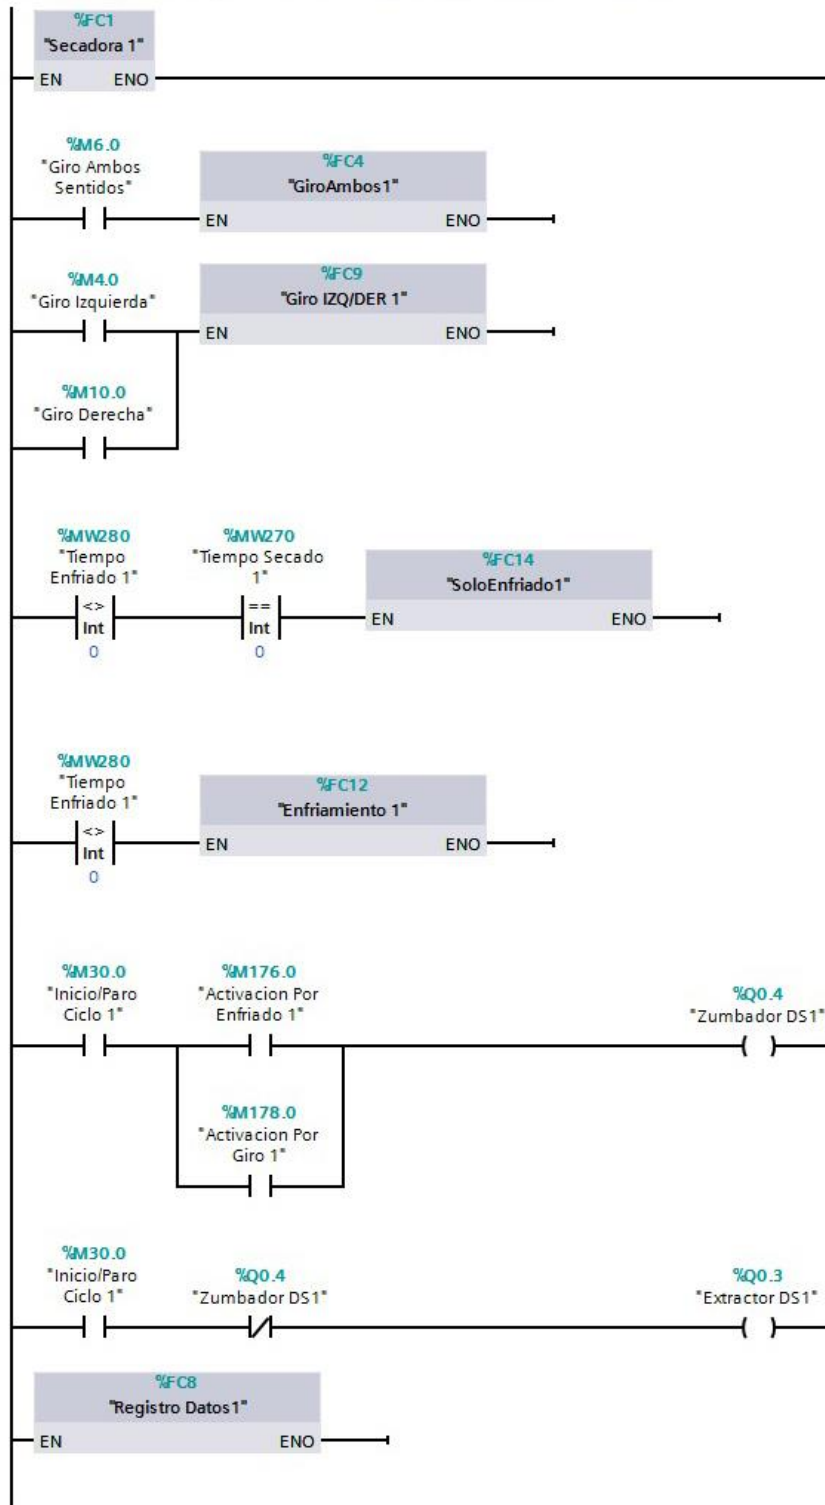 %FC1
"Secadora 1"
EN ENO
%M6.0
"Giro Ambos
Sentidos"
%FC4
"GiroAmbos1"
EN ENO
%M4.0
"Giro Izquierda"
%FC9
"Giro IZQ/DER 1"
EN ENO
%M10.0
"Giro Derecha"
%MW280
"Tiempo
Enfriado 1"
<>
Int
0
%MW270
"Tiempo Secado
1"
==
Int
0
%FC14
"SoloEnfriado1"
EN ENO
%MW280
"Tiempo
Enfriado 1"
<>
Int
0
%FC12
"Enfriamiento 1"
EN ENO
%M30.0
"Inicio/Paro
Ciclo 1"
%M176.0
"Activacion Por
Enfriado 1"
%Q0.4
"Zumbador DS1"
%M178.0
"Activacion Por
Giro 1"
%M30.0
"Inicio/Paro
Ciclo 1"
%Q0.4
"Zumbador DS1"
%Q0.3
"Extractor DS1"
%FC8
"Registro Datos1"
EN ENO